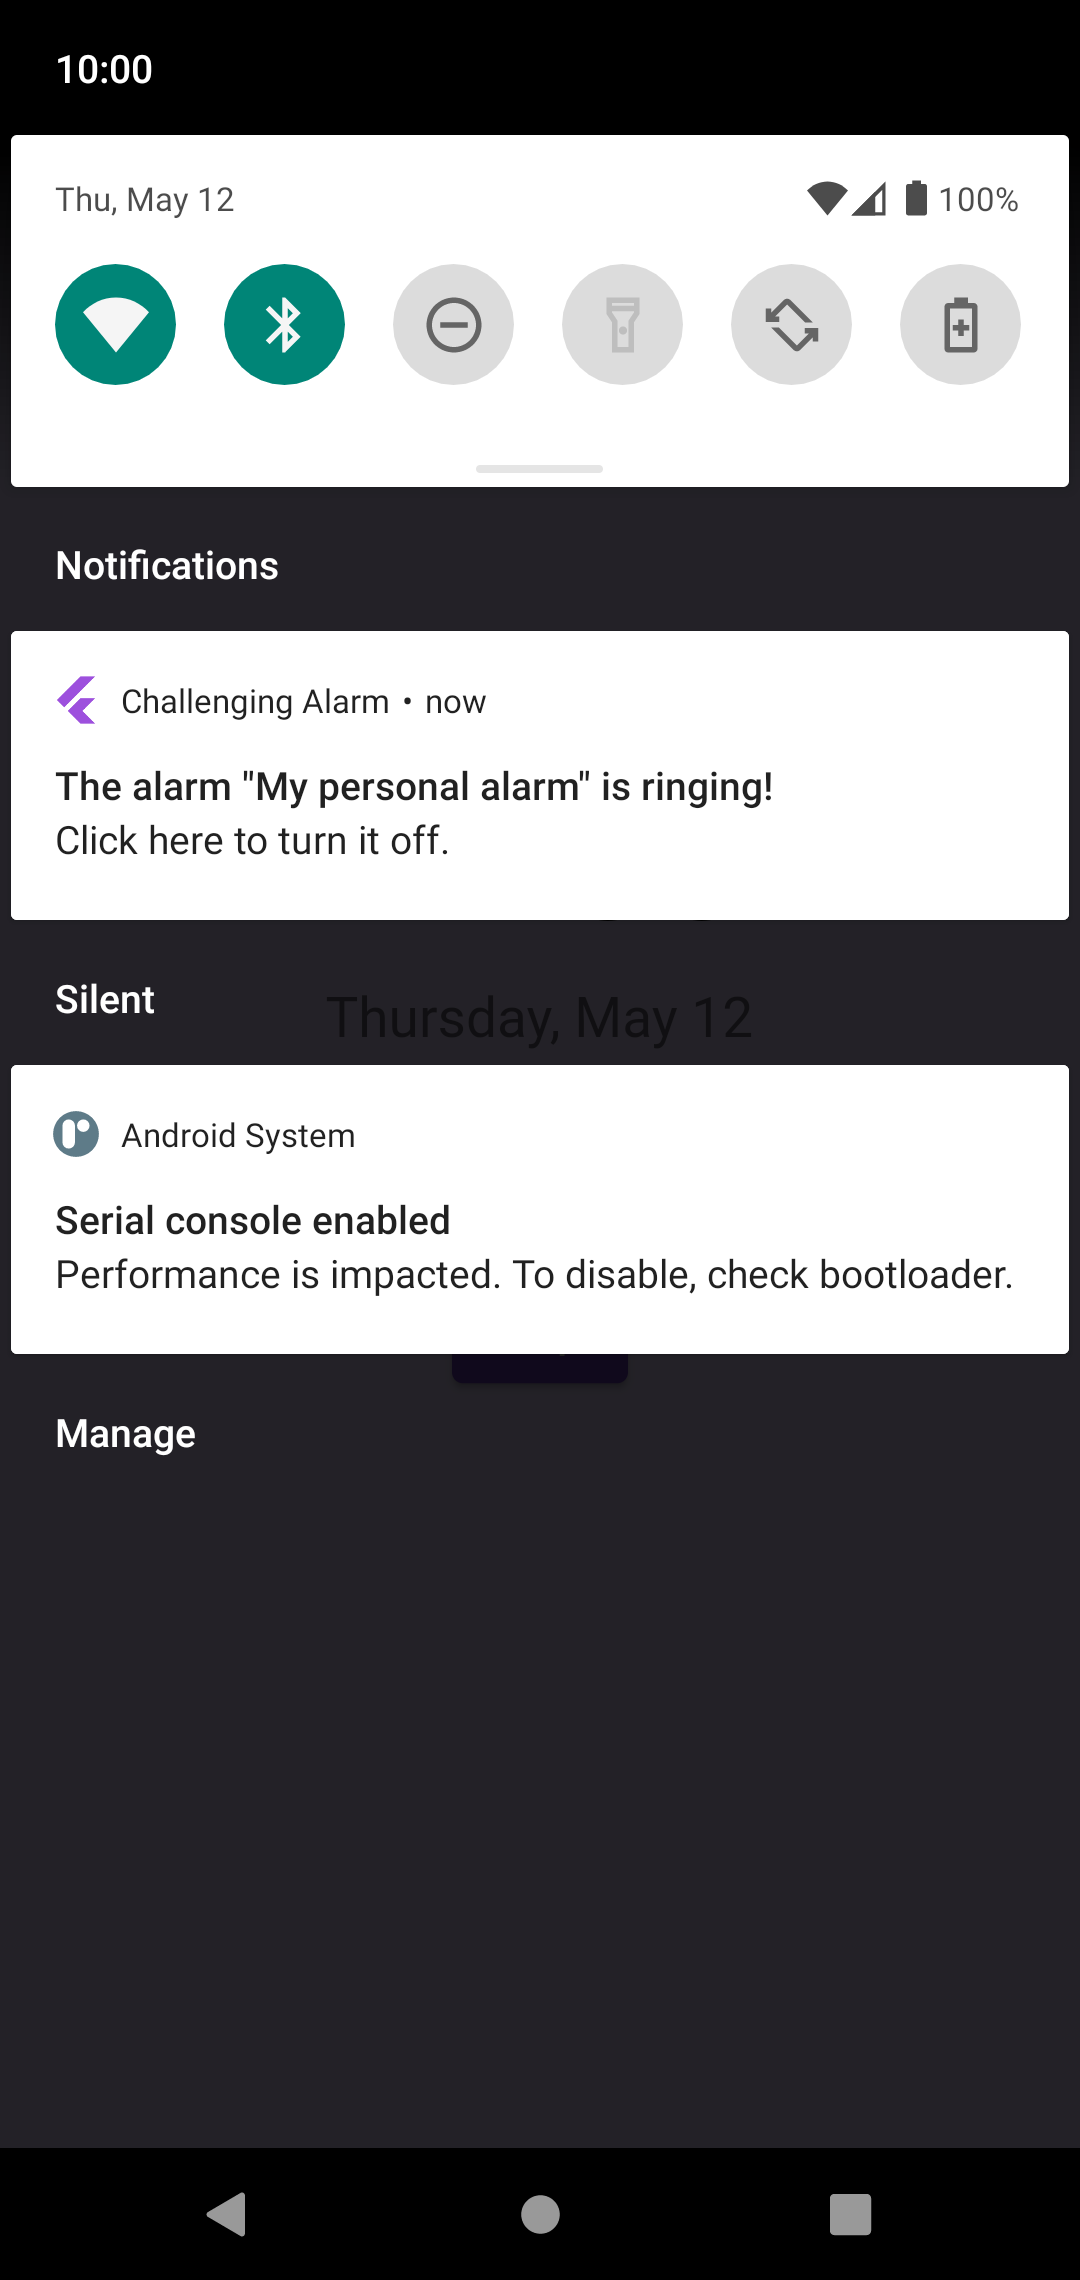 10:00
Thu, May 12
100%
Notifications
Challenging Alarm • now
The alarm "My personal alarm" is ringing!
Click here to turn it off.
Silent
Thursday, May 12
Android System
Serial console enabled
Performance is impacted. To disable, check bootloader.
Manage